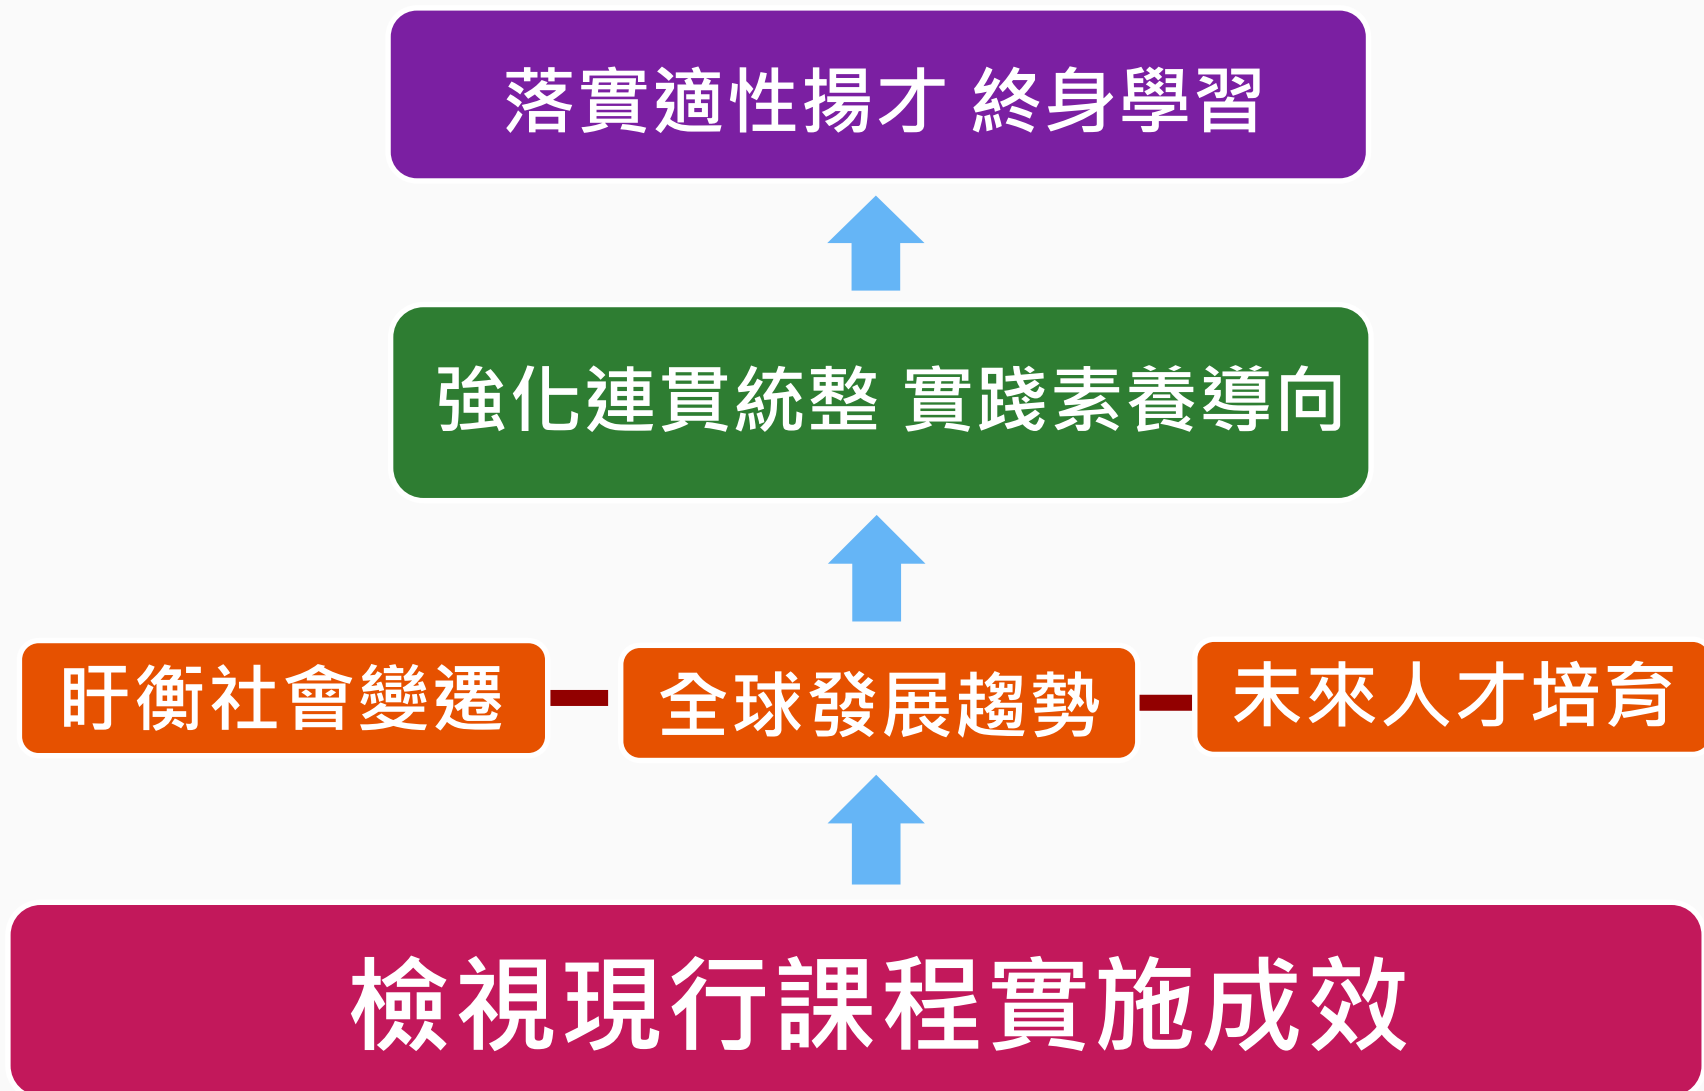 落實適性揚才 終身學習
強化連貫統整 實踐素養導向
盱衡社會變遷
全球發展趨勢
未來人才培育
檢視現行課程實施成效